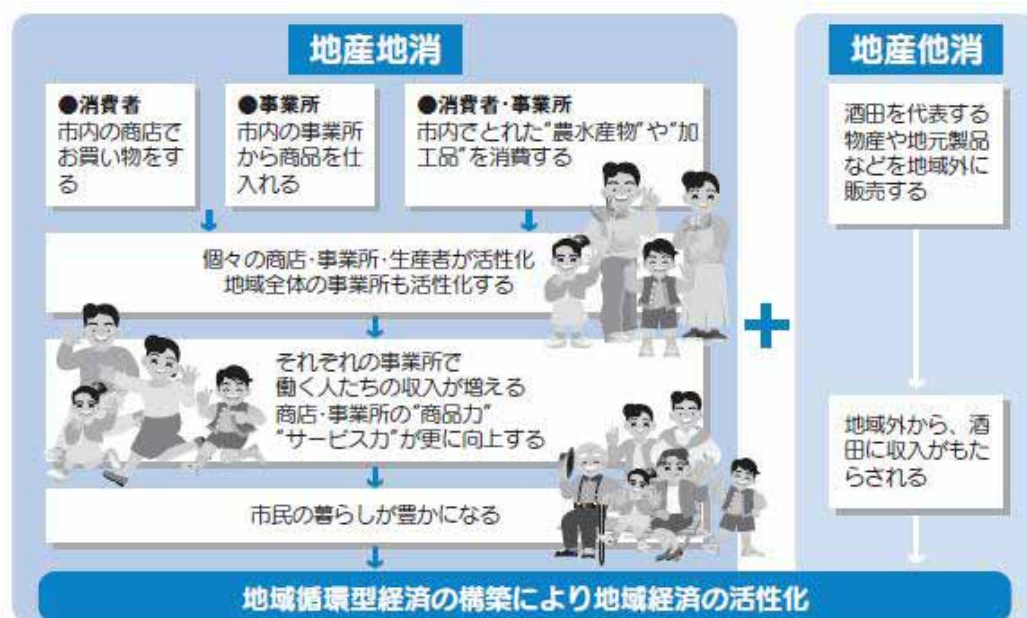 地産地消
●消費者
市内の商店で
お買い物をす
る
●事業所
市内の事業所
から商品を仕
入れる
●消費者・事業所
市内でとれた"農水産物"や"加
工品"を消費する
個々の商店・事業所・生産者が活性化
地域全体の事業所も活性化する
それぞれの事業所で
働く人たちの収入が増える
商店・事業所の"商品力"
"サービス力"が更に向上する
市民の暮らしが豊かになる
+
地産他消
酒田を代表する
物産や地元製品
などを地域外に
販売する
地域外から、酒
田に収入がもた
らされる
地域循環型経済の構築により地域経済の活性化